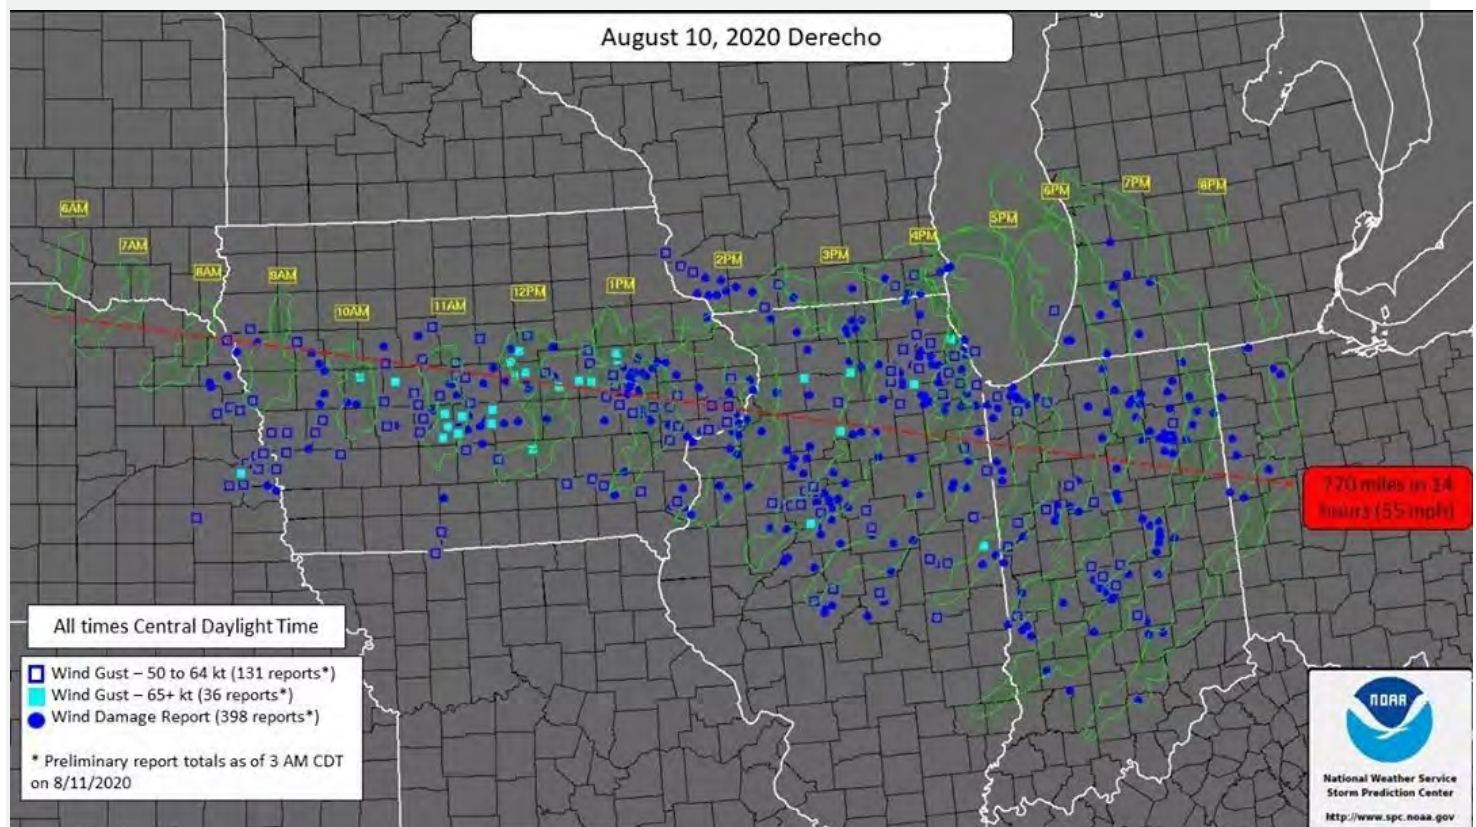 August 10, 2020 Derecho
6AM
7AM
8AM
9AM
10AM
11AM
12PM
1PM
2PM
3PM
4PM
5PM
6PM
7PM
8PM
770 miles in 14
hours (55 mph)
All times Central Daylight Time
Wind Gust – 50 to 64 kt (131 reports*)
Wind Gust – 65+ kt (36 reports*)
Wind Damage Report (398 reports*)
* Preliminary report totals as of 3 AM CDT
on 8/11/2020
NOAA
National Weather Service
Storm Prediction Center
http://www.spc.noaa.gov